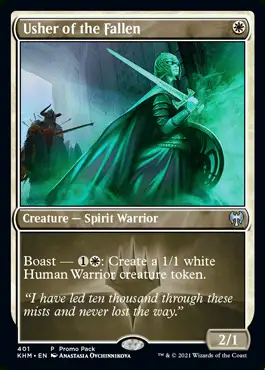 Usher of the Fallen
Creature — Spirit Warrior
Boast — 1: Create a 1/1 white
Human Warrior creature token.
"I have led ten thousand through these
mists and never lost the way."
2/1
401 P Promo Pack
KHM • EN Anastasia Ovchinnikova
™ & © 2021 Wizards of the Coast